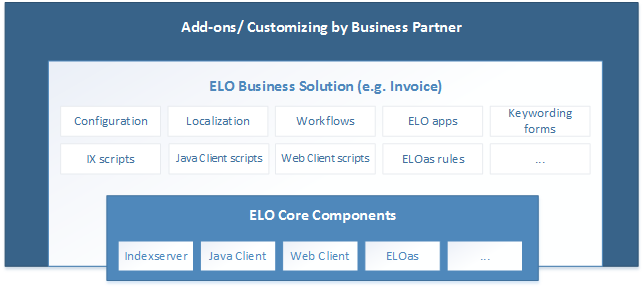 Add-ons/ Customizing by Business Partner
ELO Business Solution (e.g. Invoice)
Configuration
Localization
Workflows
ELO apps
Keywording
forms
IX scripts
Java Client scripts
Web Client scripts
ELOas rules
...
ELO Core Components
Indexserver
Java Client
Web Client
ELOas
...